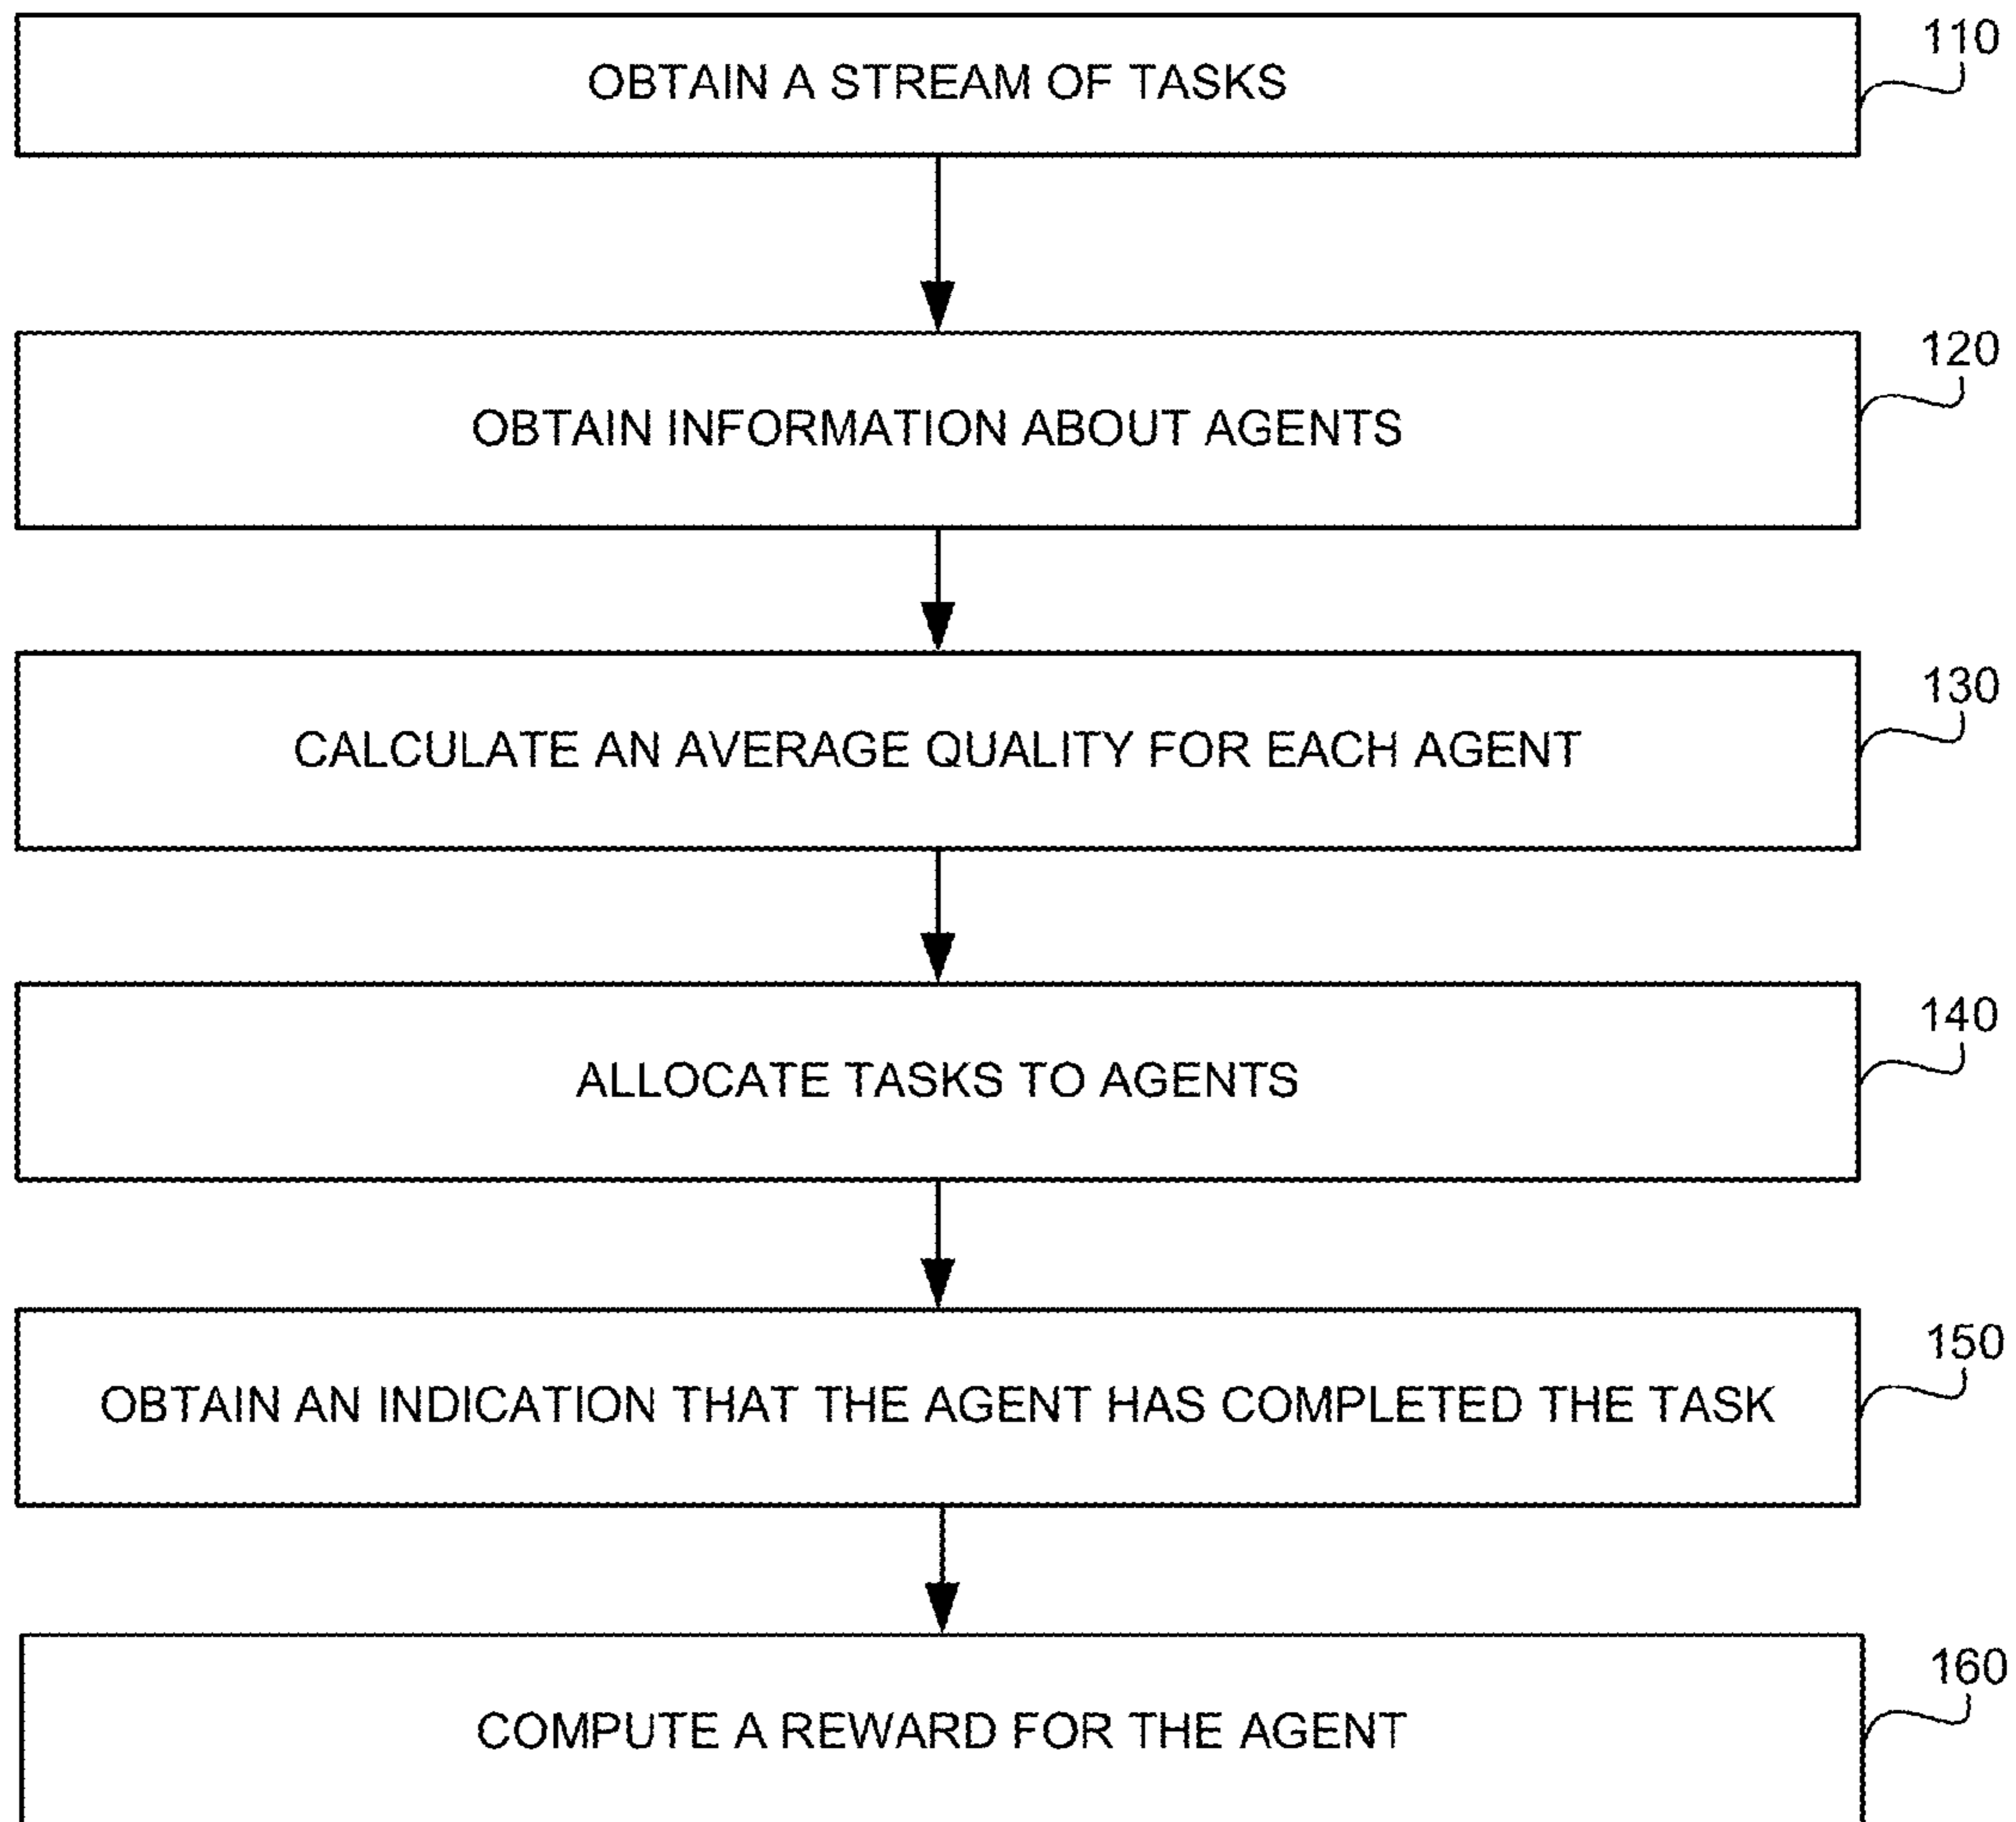 OBTAIN A STREAM OF TASKS
110
OBTAIN INFORMATION ABOUT AGENTS
120
CALCULATE AN AVERAGE QUALITY FOR EACH AGENT
130
ALLOCATE TASKS TO AGENTS
140
OBTAIN AN INDICATION THAT THE AGENT HAS COMPLETED THE TASK
150
COMPUTE A REWARD FOR THE AGENT
160